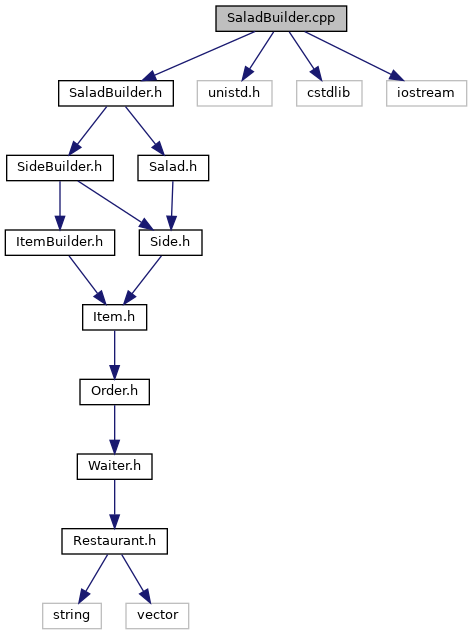 SaladBuilder.cpp
SaladBuilder.h
unistd.h
cstdlib
iostream
SideBuilder.h
Salad.h
ItemBuilder.h
Side.h
Item.h
Order.h
Waiter.h
Restaurant.h
string
vector